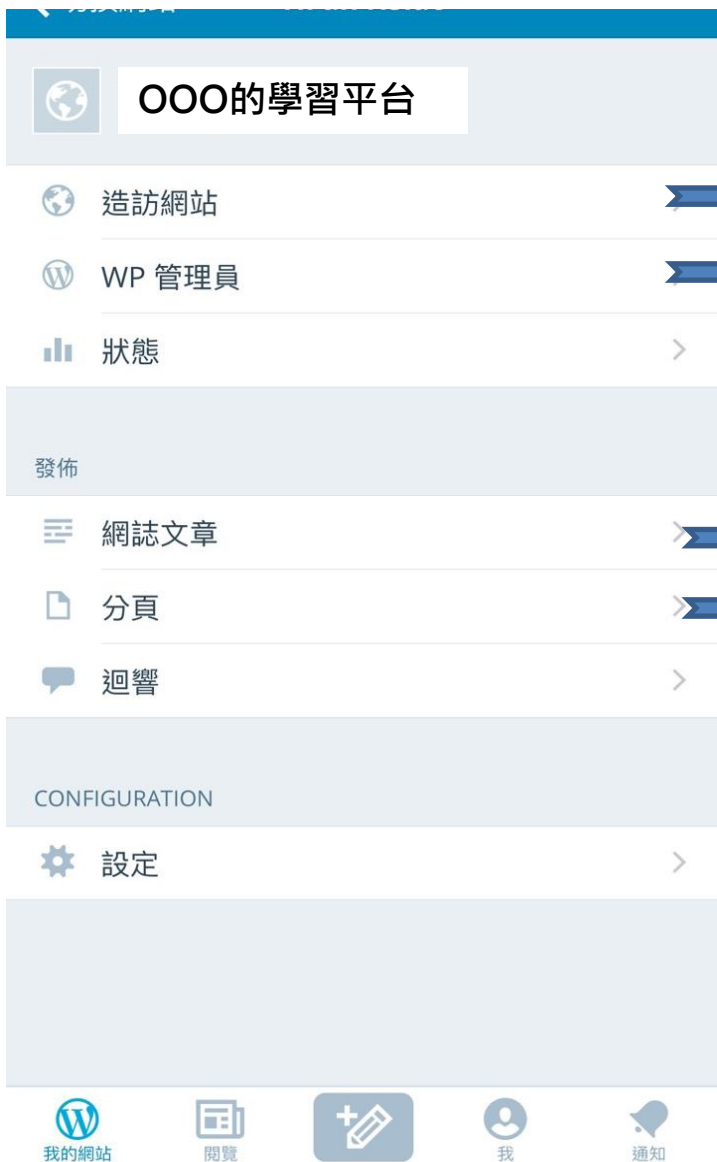 OOO的學習平台
造訪網站
WP 管理員
狀態
發佈
網誌文章
分頁
迴響
CONFIGURATION
設定
我的網站
閱覽
我
通知